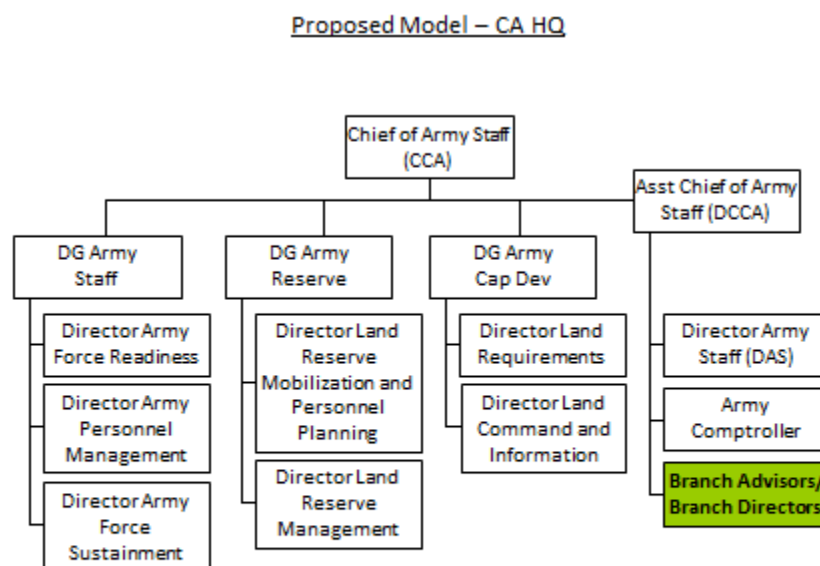 Proposed Model – CA HQ
Chief of Army Staff
(CCA)
Asst Chief of Army
Staff (DCCA)
DG Army
Staff
DG Army
Reserve
DG Army
Cap Dev
Director Army
Force Readiness
Director Army
Personnel
Management
Director Army
Force
Sustainment
Director Land
Reserve
Mobilization and
Personnel
Planning
Director Land
Reserve
Management
Director Land
Requirements
Director Land
Command and
Information
Director Army
Staff (DAS)
Army
Comptroller
Branch Advisors/
Branch Directors